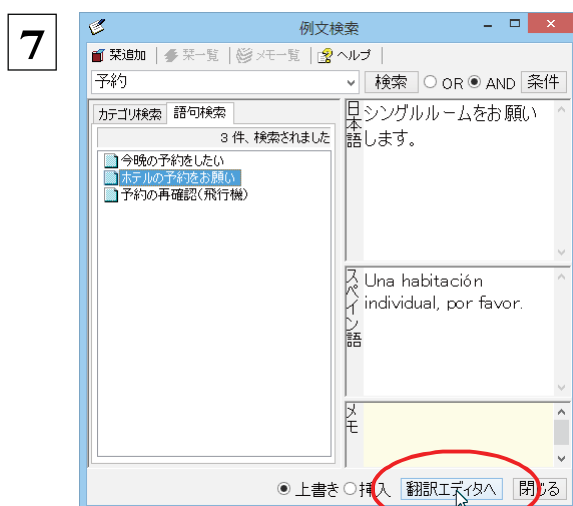 7
例文検索
栞追加 栞一覧 メモ一覧 ヘルプ
予約 検索 OR AND 条件
カテゴリ検索 語句検索
3 件、検索されました
今晩の予約をしたい
ホテルの予約をお願い
予約の再確認(飛行機)
日本語
シングルルームをお願い
します。
スペイン語
Una habitación
individual, por favor.
メモ
上書き 挿入 翻訳エディタへ 閉じる